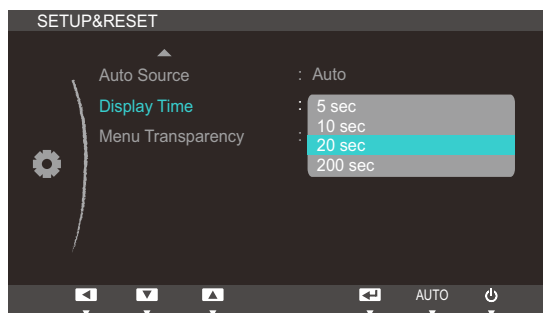 SETUP&RESET
Auto Source : Auto
Display Time :
5 sec
10 sec
Menu Transparency :
20 sec
200 sec
AUTO